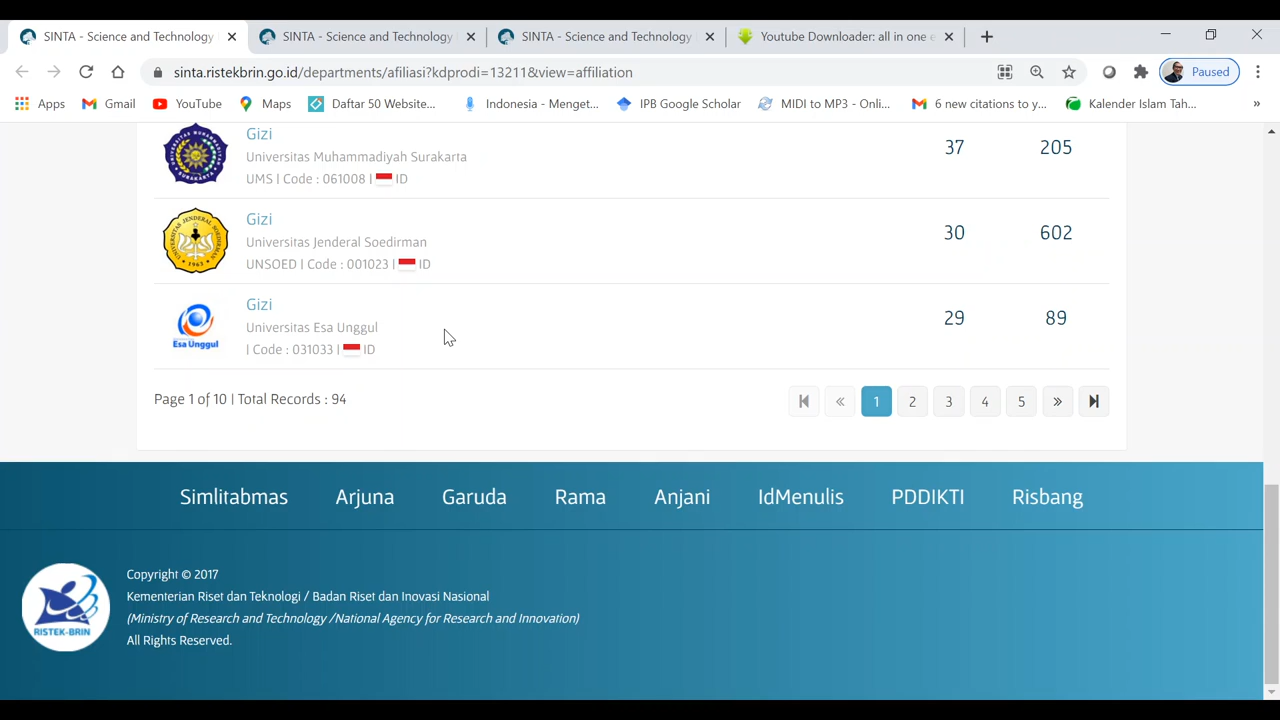 SINTA - Science and Technology
SINTA - Science and Technology
SINTA - Science and Technology
Youtube Downloader: all in one e
sinta.ristekbrin.go.id/departments/afiliasi?kdprodi=13211&view=affiliation
Paused
Apps
Gmail
YouTube
Maps
Daftar 50 Website...
Indonesia - Menget...
IPB Google Scholar
MIDI to MP3 - Onli...
6 new citations to y...
Kalender Islam Tah...
»
Gizi
Universitas Muhammadiyah Surakarta
UMS | Code : 061008 | ID
37
205
Gizi
Universitas Jenderal Soedirman
UNSOED | Code : 001023 | ID
30
602
Esa Unggul
Gizi
Universitas Esa Unggul
| Code : 031033 | ID
29
89
Page 1 of 10 | Total Records : 94
« 1 2 3 4 5 »
Simlitabmas Arjuna Garuda Rama Anjani IdMenulis PDDIKTI Risbang
RISTEK-BRIN
Copyright © 2017
Kementerian Riset dan Teknologi / Badan Riset dan Inovasi Nasional
(Ministry of Research and Technology /National Agency for Research and Innovation)
All Rights Reserved.